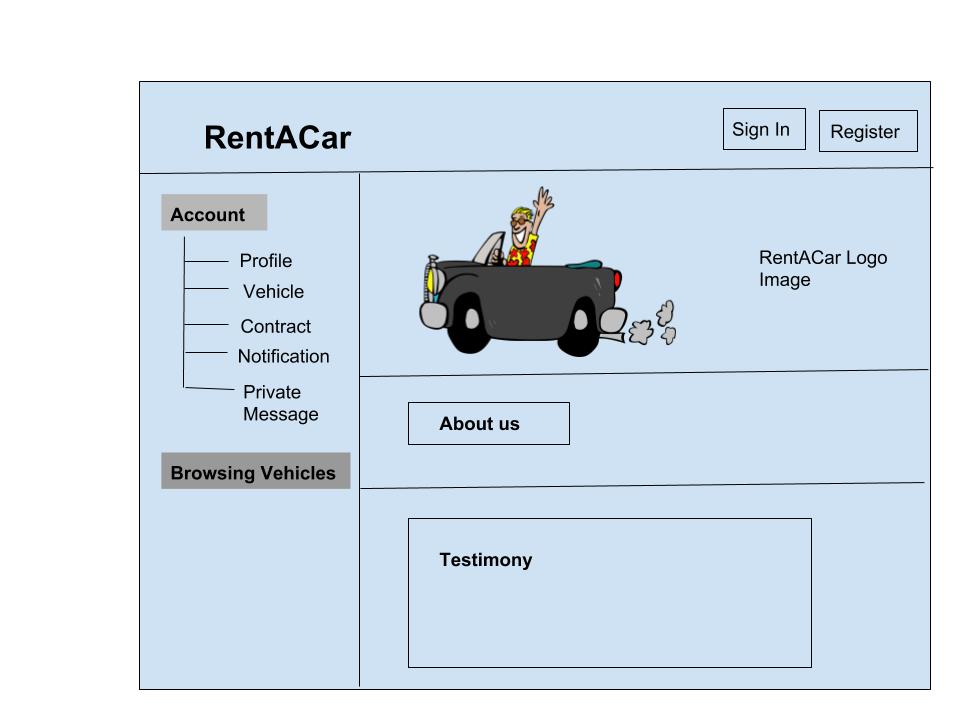 RentACar
Sign In
Register
Account
Profile
Vehicle
Contract
Notification
Private
Message
Browsing Vehicles
RentACar Logo
Image
About us
Testimony